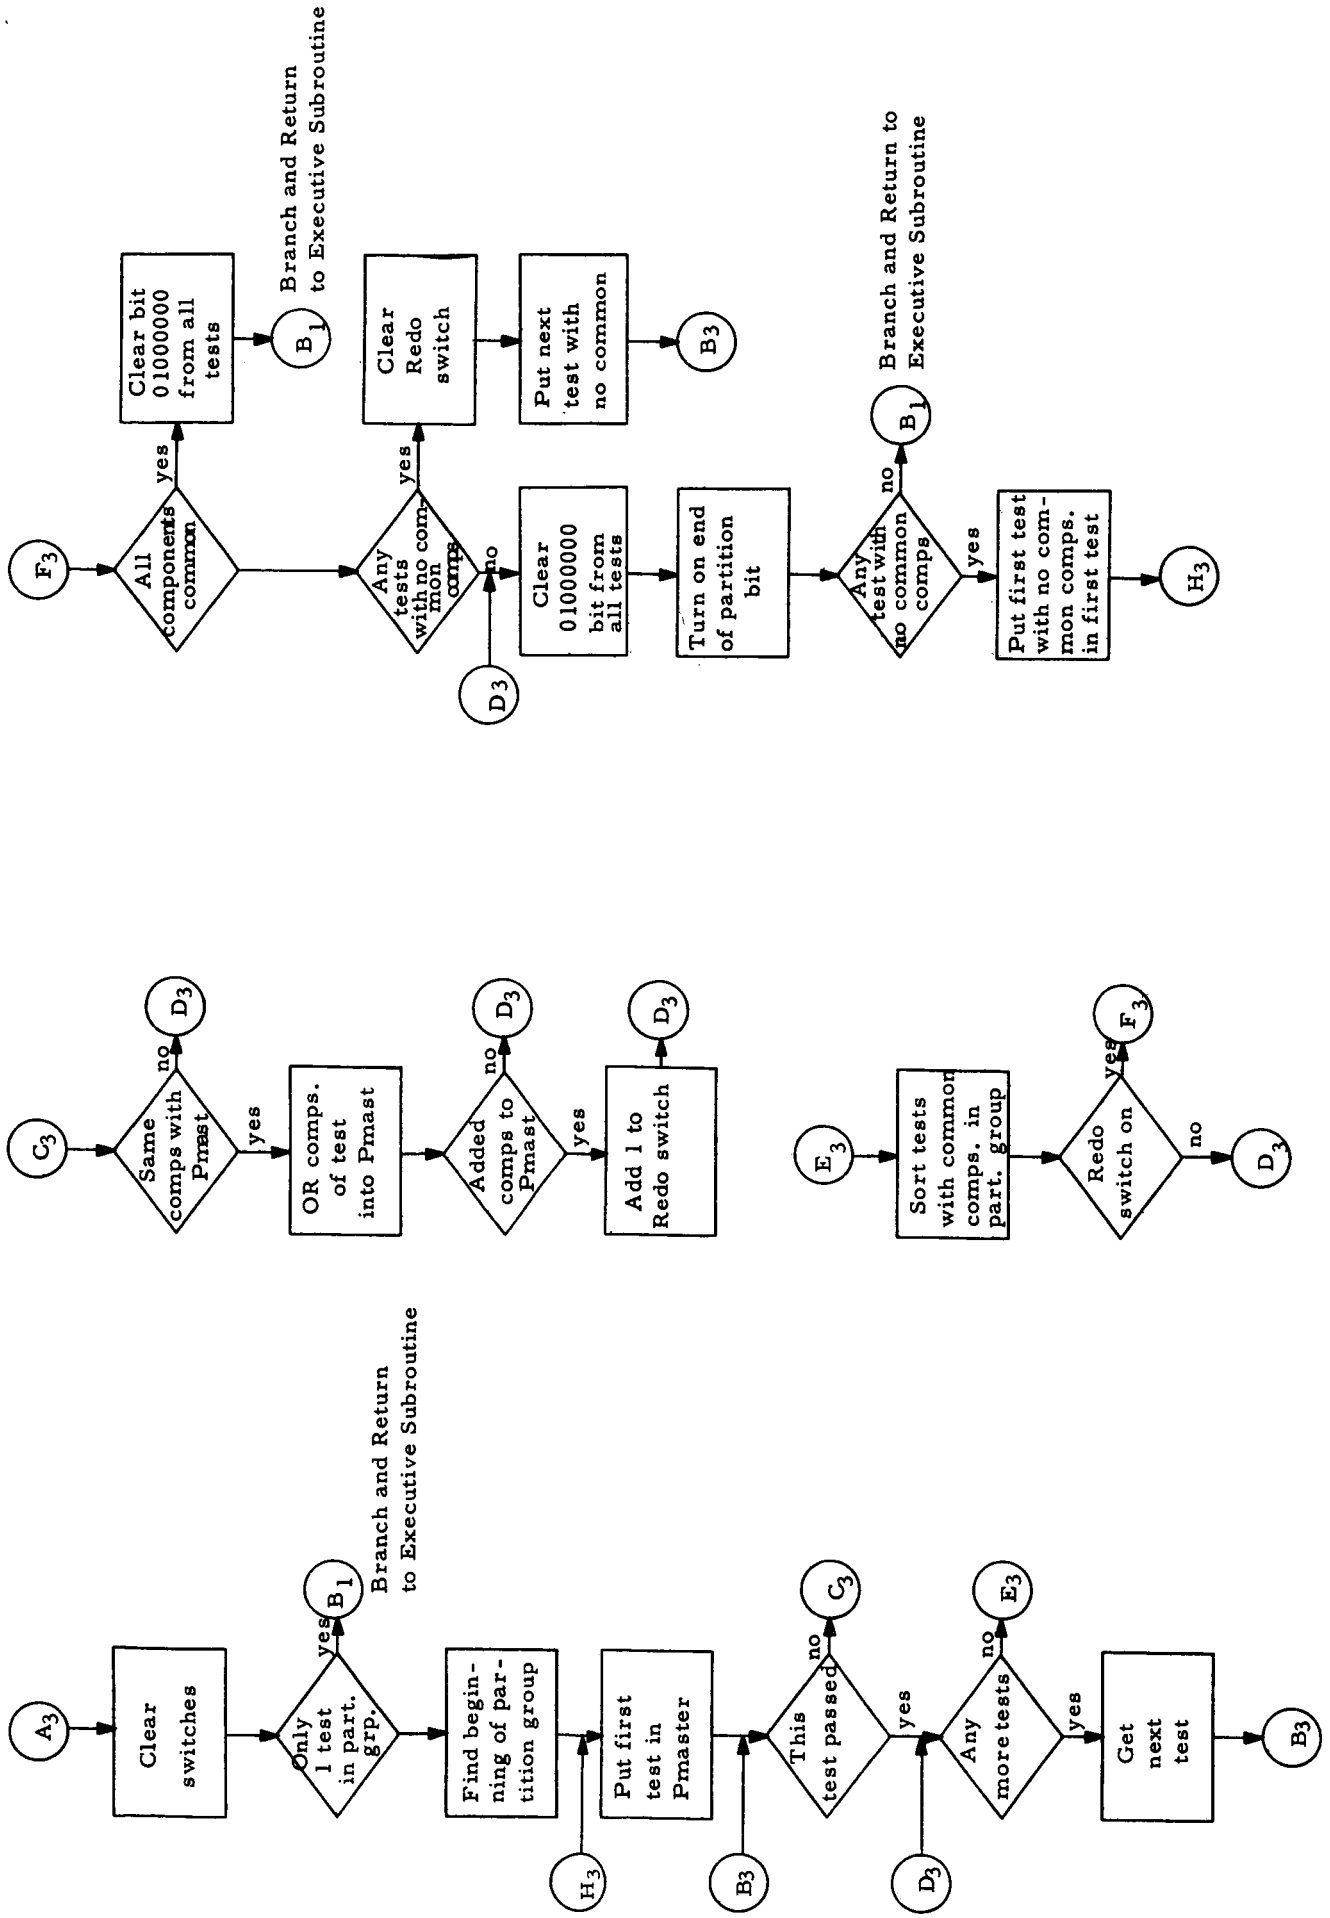 A3
Clear
switches
Only
1 test
in part.
grp.
yes
B1
Branch and Return
to Executive Subroutine
Find begin-
ning of par-
tition group
H3
Put first
test in
Pmaster
B3
This
test passed
no
C3
yes
D3
Any
more tests
no
E3
yes
Get
next
test
B3
C3
Same
comps with
Pmast
no
D3
yes
OR comps.
of test
into Pmast
Added
comps to
Pmast
no
D3
yes
Add 1 to
Redo switch
D3
E3
Sort tests
with common
comps. in
part. group
Redo
switch on
yes
F3
no
D3
F3
All
components
common
yes
Clear bit
01000000
from all
tests
B1
Branch and Return
to Executive Subroutine
Any
tests
with no com-
mon
comps
yes
Clear
Redo
switch
Put next
test with
no common
B3
no
D3
Clear
01000000
bit from
all tests
Turn on end
of partition
bit
Any
test with
no common
comps
no
B1
Branch and Return to
Executive Subroutine
yes
Put first test
with no com-
mon comps.
in first test
H3